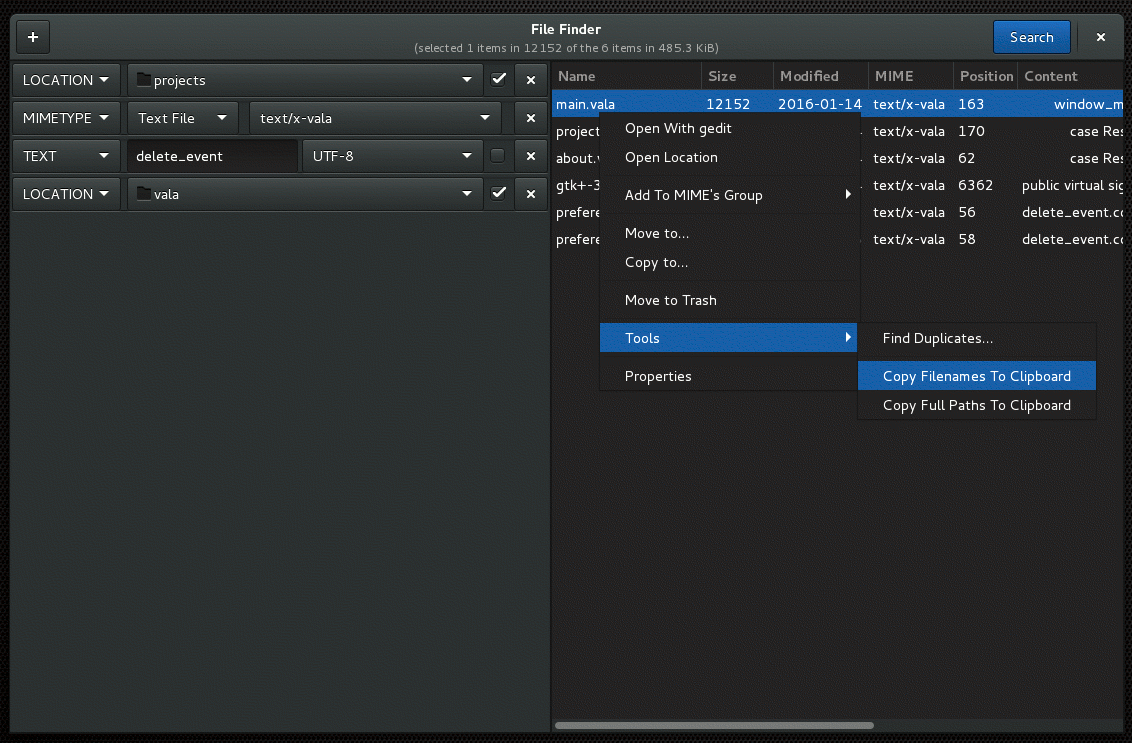 +
File Finder
(selected 1 items in 12152 of the 6 items in 485.3 KiB)
Search
LOCATION projects
MIMETYPE Text File text/x-vala
TEXT delete_event UTF-8
LOCATION vala
Name Size Modified MIME Position Content
main.vala 12152 2016-01-14 text/x-vala 163 window_m
project text/x-vala 170 case Res
about.v text/x-vala 62 case Res
gtk+-3 text/x-vala 6362 public virtual sig
prefere text/x-vala 56 delete_event.co
prefere text/x-vala 58 delete_event.co
Open With gedit
Open Location
Add To MIME's Group
Move to...
Copy to...
Move to Trash
Tools
Properties
Find Duplicates...
Copy Filenames To Clipboard
Copy Full Paths To Clipboard